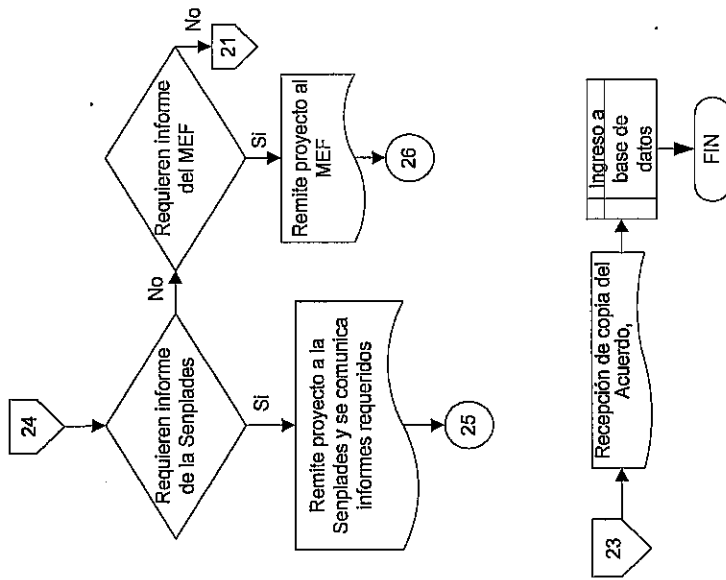 24
Requieren informe
de la Senplades
No
Si
Remite proyecto a la
Senplades y se comunica
informes requeridos
25
Requieren informe
del MEF
No
21
Si
Remite proyecto al
MEF
26
23
Recepción de copia del
Acuerdo,
Ingreso a
base de
datos
FIN